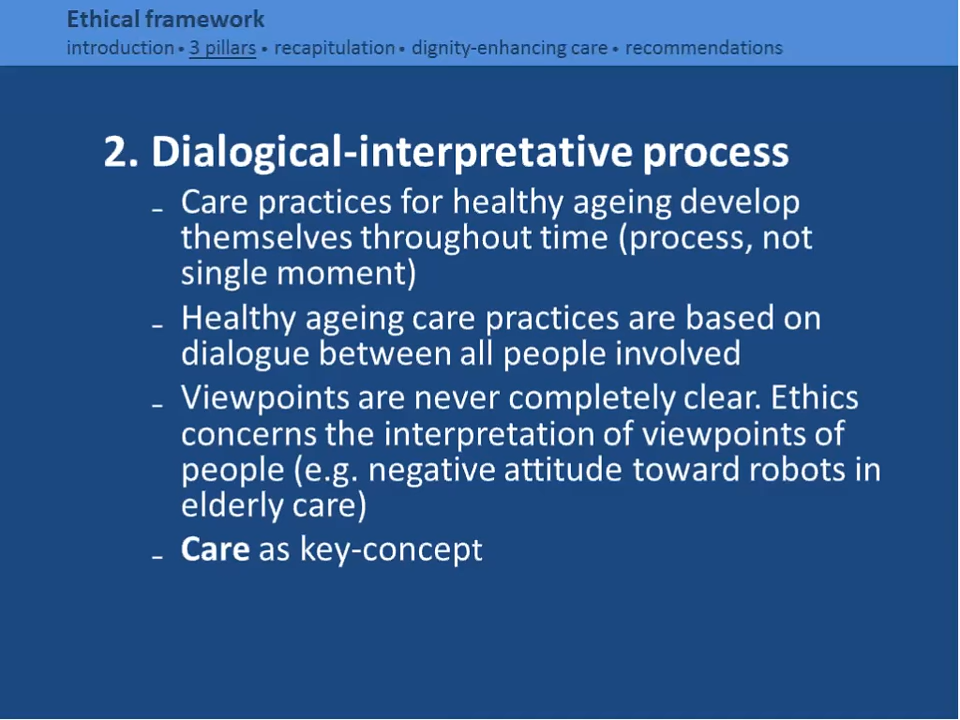 Ethical framework
introduction • 3 pillars • recapitulation • dignity-enhancing care • recommendations
2. Dialogical-interpretative process
– Care practices for healthy ageing develop
themselves throughout time (process, not
single moment)
– Healthy ageing care practices are based on
dialogue between all people involved
– Viewpoints are never completely clear. Ethics
concerns the interpretation of viewpoints of
people (e.g. negative attitude toward robots in
elderly care)
– Care as key-concept